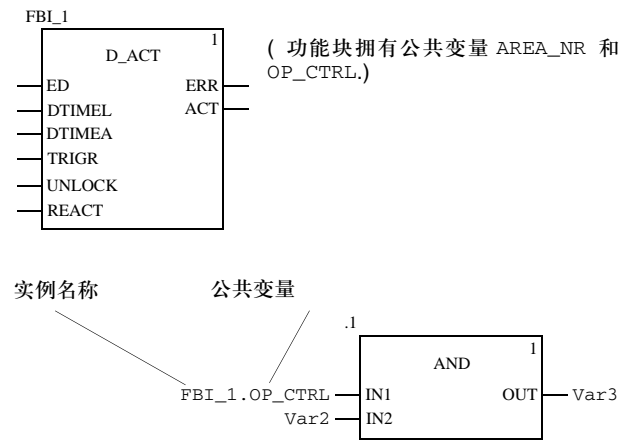 FBI_1
1
D_ACT
( 功能块拥有公共变量 AREA_NR 和
OP_CTRL.)
ED ERR
DTIMEL ACT
DTIMEA
TRIGR
UNLOCK
REACT
实例名称 公共变量
.1
1
AND
FBI_1.OP_CTRL IN1 OUT Var3
Var2 IN2